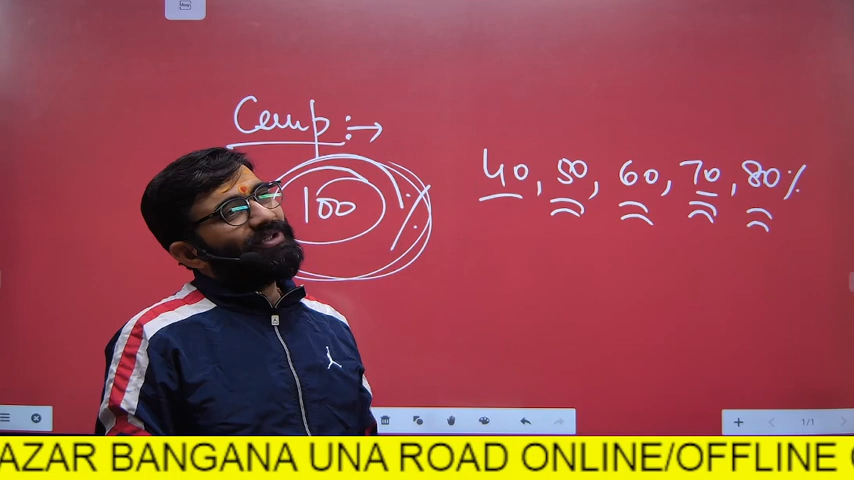 Comp :→
100 %
40, 50, 60, 70, 80%
1/1
AZAR BANGANA UNA ROAD ONLINE/OFFLINE